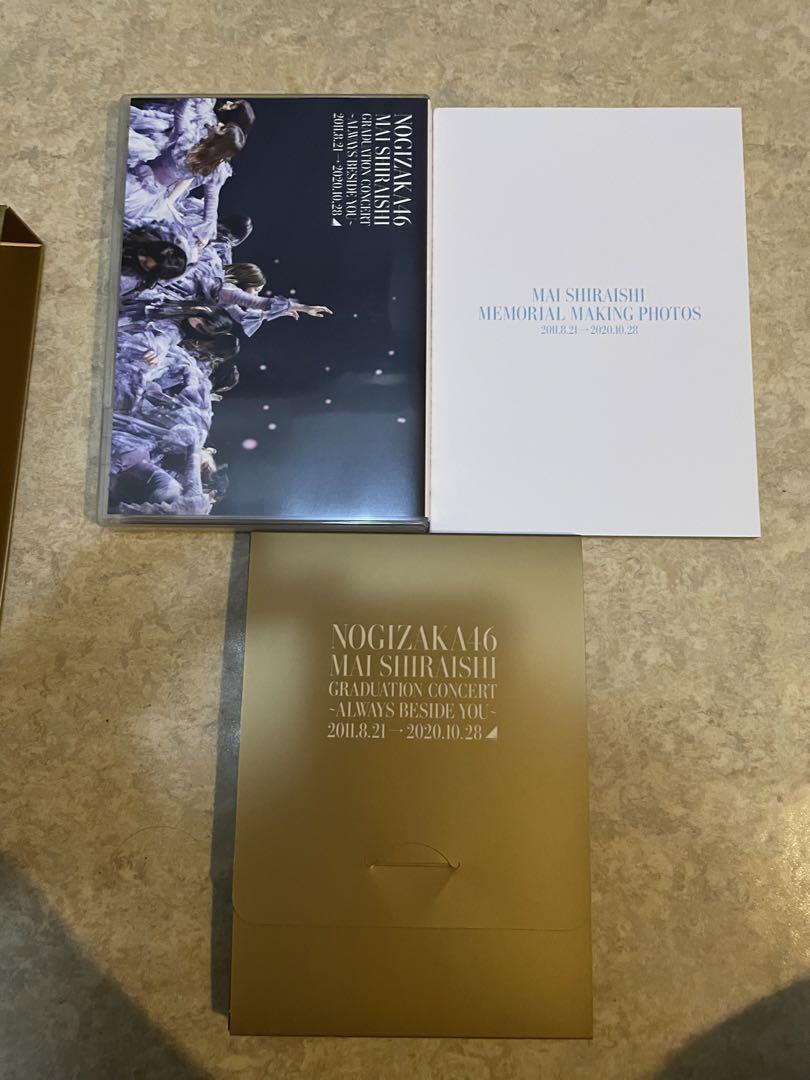 NOGIZAKA46
MAI SHIRAISHI
GRADUATION CONCERT
~ALWAYS BESIDE YOU~
2011.8.21→2020.10.28
MAI SHIRAISHI
MEMORIAL MAKING PHOTOS
2011.8.21→2020.10.28
NOGIZAKA46
MAI SHIRAISHI
GRADUATION CONCERT
~ALWAYS BESIDE YOU~
2011.8.21→2020.10.28